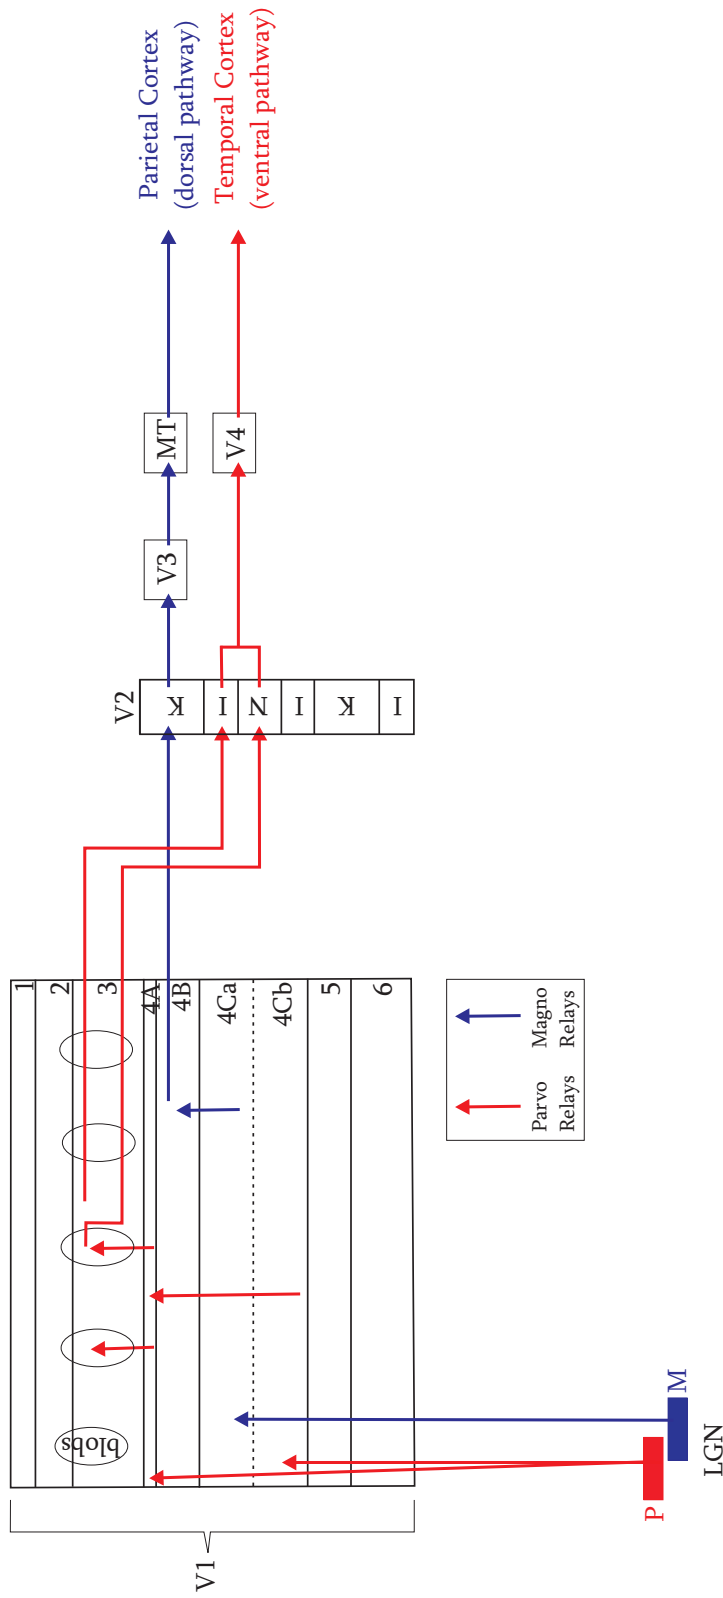 V1
1
2
3
blobs
4A
4B
4Ca
4Cb
5
6
V2
K
I
N
I
K
I
V3
MT
Parietal Cortex
(dorsal pathway)
V4
Temporal Cortex
(ventral pathway)
Parvo
Relays
Magno
Relays
P
M
LGN